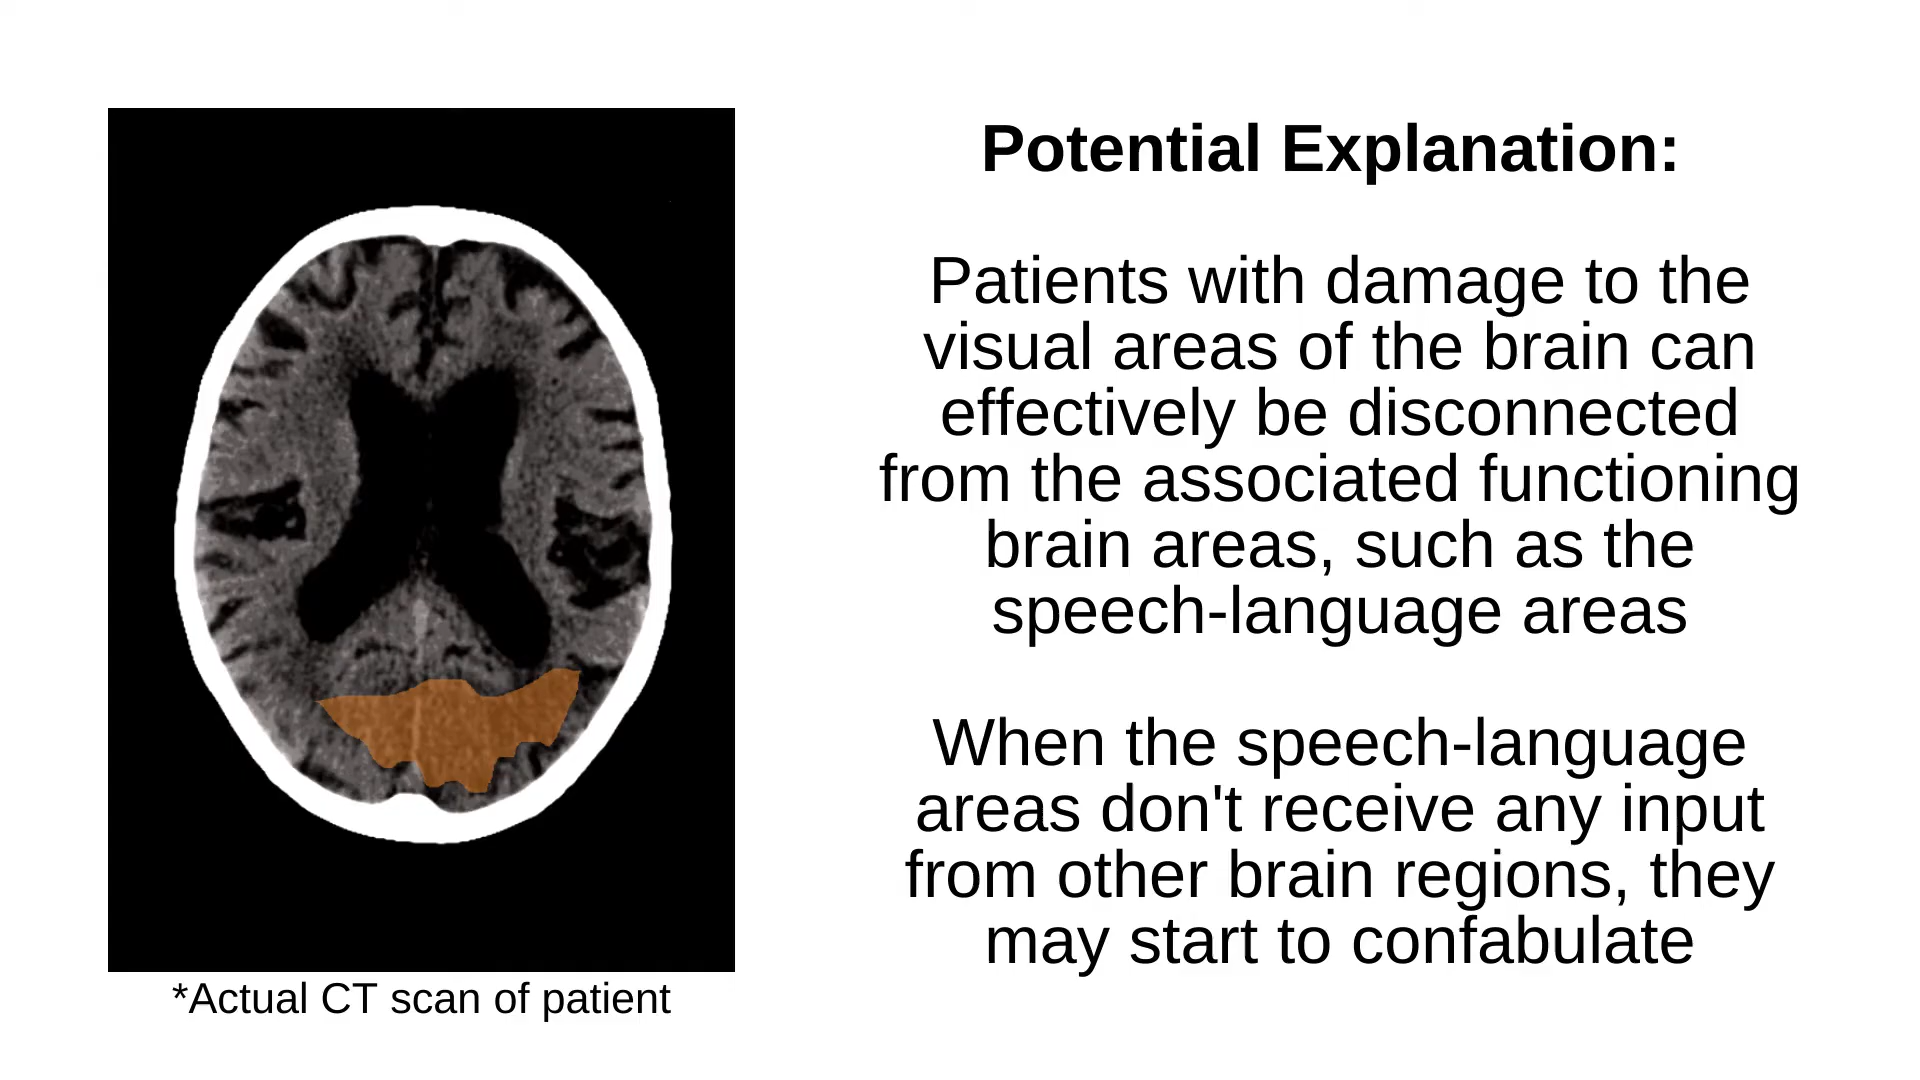 Potential Explanation:
Patients with damage to the
visual areas of the brain can
effectively be disconnected
from the associated functioning
brain areas, such as the
speech-language areas
When the speech-language
areas don't receive any input
from other brain regions, they
may start to confabulate
*Actual CT scan of patient